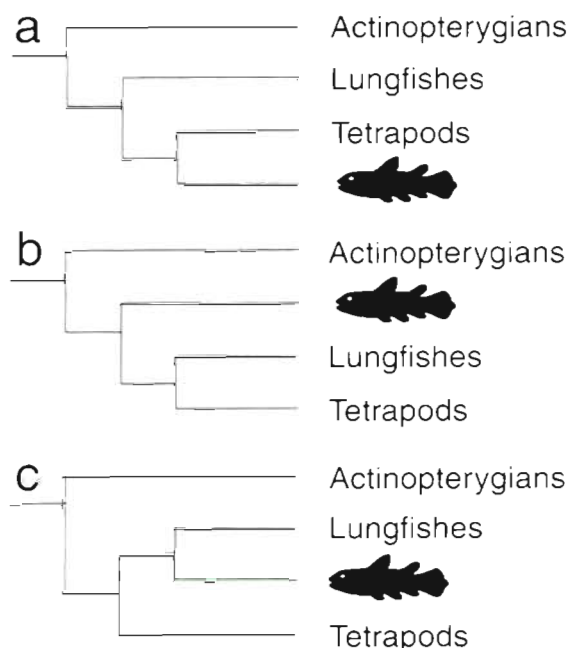 a
Actinopterygians
Lungfishes
Tetrapods
b
Actinopterygians
Lungfishes
Tetrapods
c
Actinopterygians
Lungfishes
Tetrapods